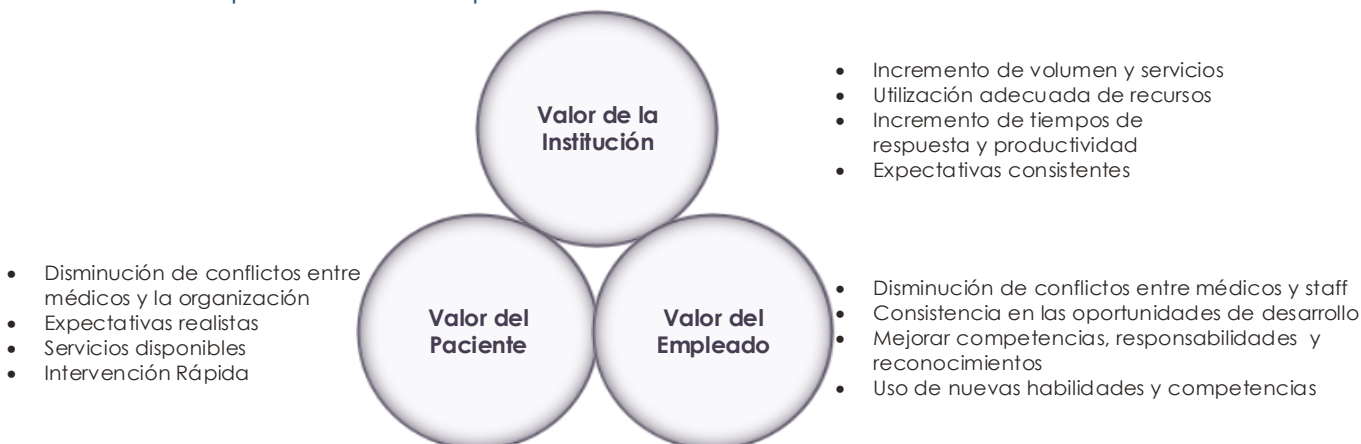 Valor de la
Institución
• Incremento de volumen y servicios
• Utilización adecuada de recursos
• Incremento de tiempos de
respuesta y productividad
• Expectativas consistentes
• Disminución de conflictos entre
médicos y la organización
• Expectativas realistas
• Servicios disponibles
• Intervención Rápida
Valor del
Paciente
Valor del
Empleado
• Disminución de conflictos entre médicos y staff
• Consistencia en las oportunidades de desarrollo
• Mejorar competencias, responsabilidades y
reconocimientos
• Uso de nuevas habilidades y competencias